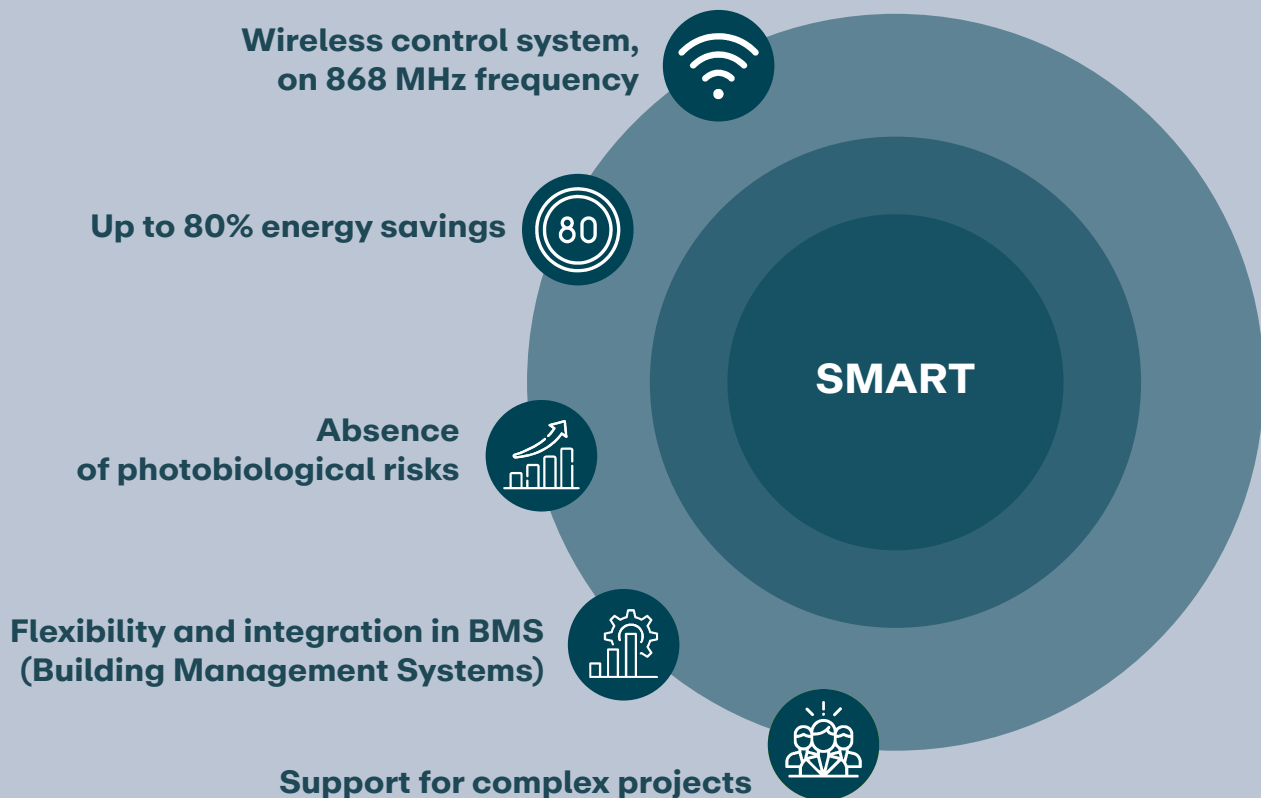 Wireless control system,
on 868 MHz frequency
Up to 80% energy savings
80
SMART
Absence
of photobiological risks
Flexibility and integration in BMS
(Building Management Systems)
Support for complex projects